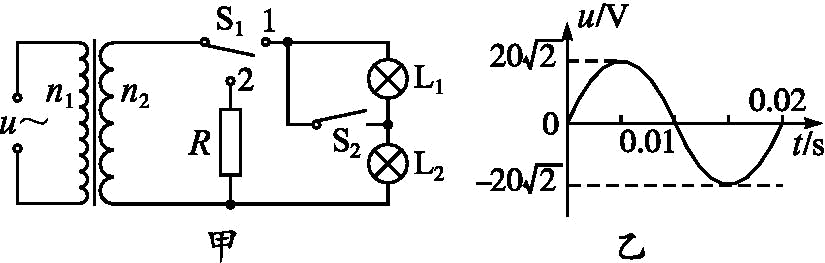 S₁ 1
n₁ n₂ 2 L₁
u~
R S₂ L₂
甲
u/V
20√2
0 0.01 0.02
t/s
-20√2
乙